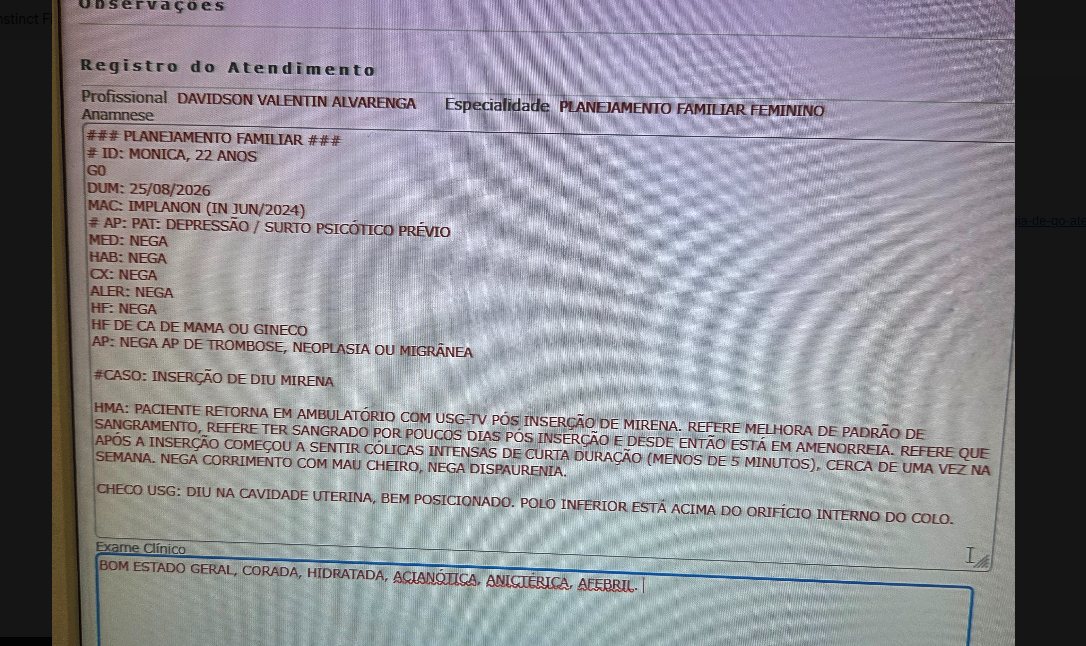 nstinct F
Observações
Registro do Atendimento
Profissional DAVIDSON VALENTIN ALVARENGA Especialidade PLANEJAMENTO FAMILIAR FEMININO
Anamnese
### PLANEJAMENTO FAMILIAR ###
# ID: MONICA, 22 ANOS
G0
DUM: 25/08/2026
MAC: IMPLANON (IN JUN/2024)
# AP: PAT: DEPRESSÃO / SURTO PSICÓTICO PRÉVIO
MED: NEGA
HAB: NEGA
CX: NEGA
ALER: NEGA
HF: NEGA
HF DE CA DE MAMA OU GINECO
AP: NEGA AP DE TROMBOSE, NEOPLASIA OU MIGRÂNEA
#CASO: INSERÇÃO DE DIU MIRENA
HMA: PACIENTE RETORNA EM AMBULATÓRIO COM USG-TV PÓS INSERÇÃO DE MIRENA. REFERE MELHORA DE PADRÃO DE
SANGRAMENTO, REFERE TER SANGRADO POR POUCOS DIAS PÓS INSERÇÃO E DESDE ENTÃO ESTÁ EM AMENORREIA. REFERE QUE
APÓS A INSERÇÃO COMEÇOU A SENTIR CÓLICAS INTENSAS DE CURTA DURAÇÃO (MENOS DE 5 MINUTOS), CERCA DE UMA VEZ NA
SEMANA. NEGA CORRIMENTO COM MAU CHEIRO, NEGA DISPAURENIA.
CHECO USG: DIU NA CAVIDADE UTERINA, BEM POSICIONADO. POLO INFERIOR ESTÁ ACIMA DO ORIFÍCIO INTERNO DO COLO.
Exame Clínico
BOM ESTADO GERAL, CORADA, HIDRATADA, ACIANÓTICA, ANICTÉRICA, AFEBRIL.